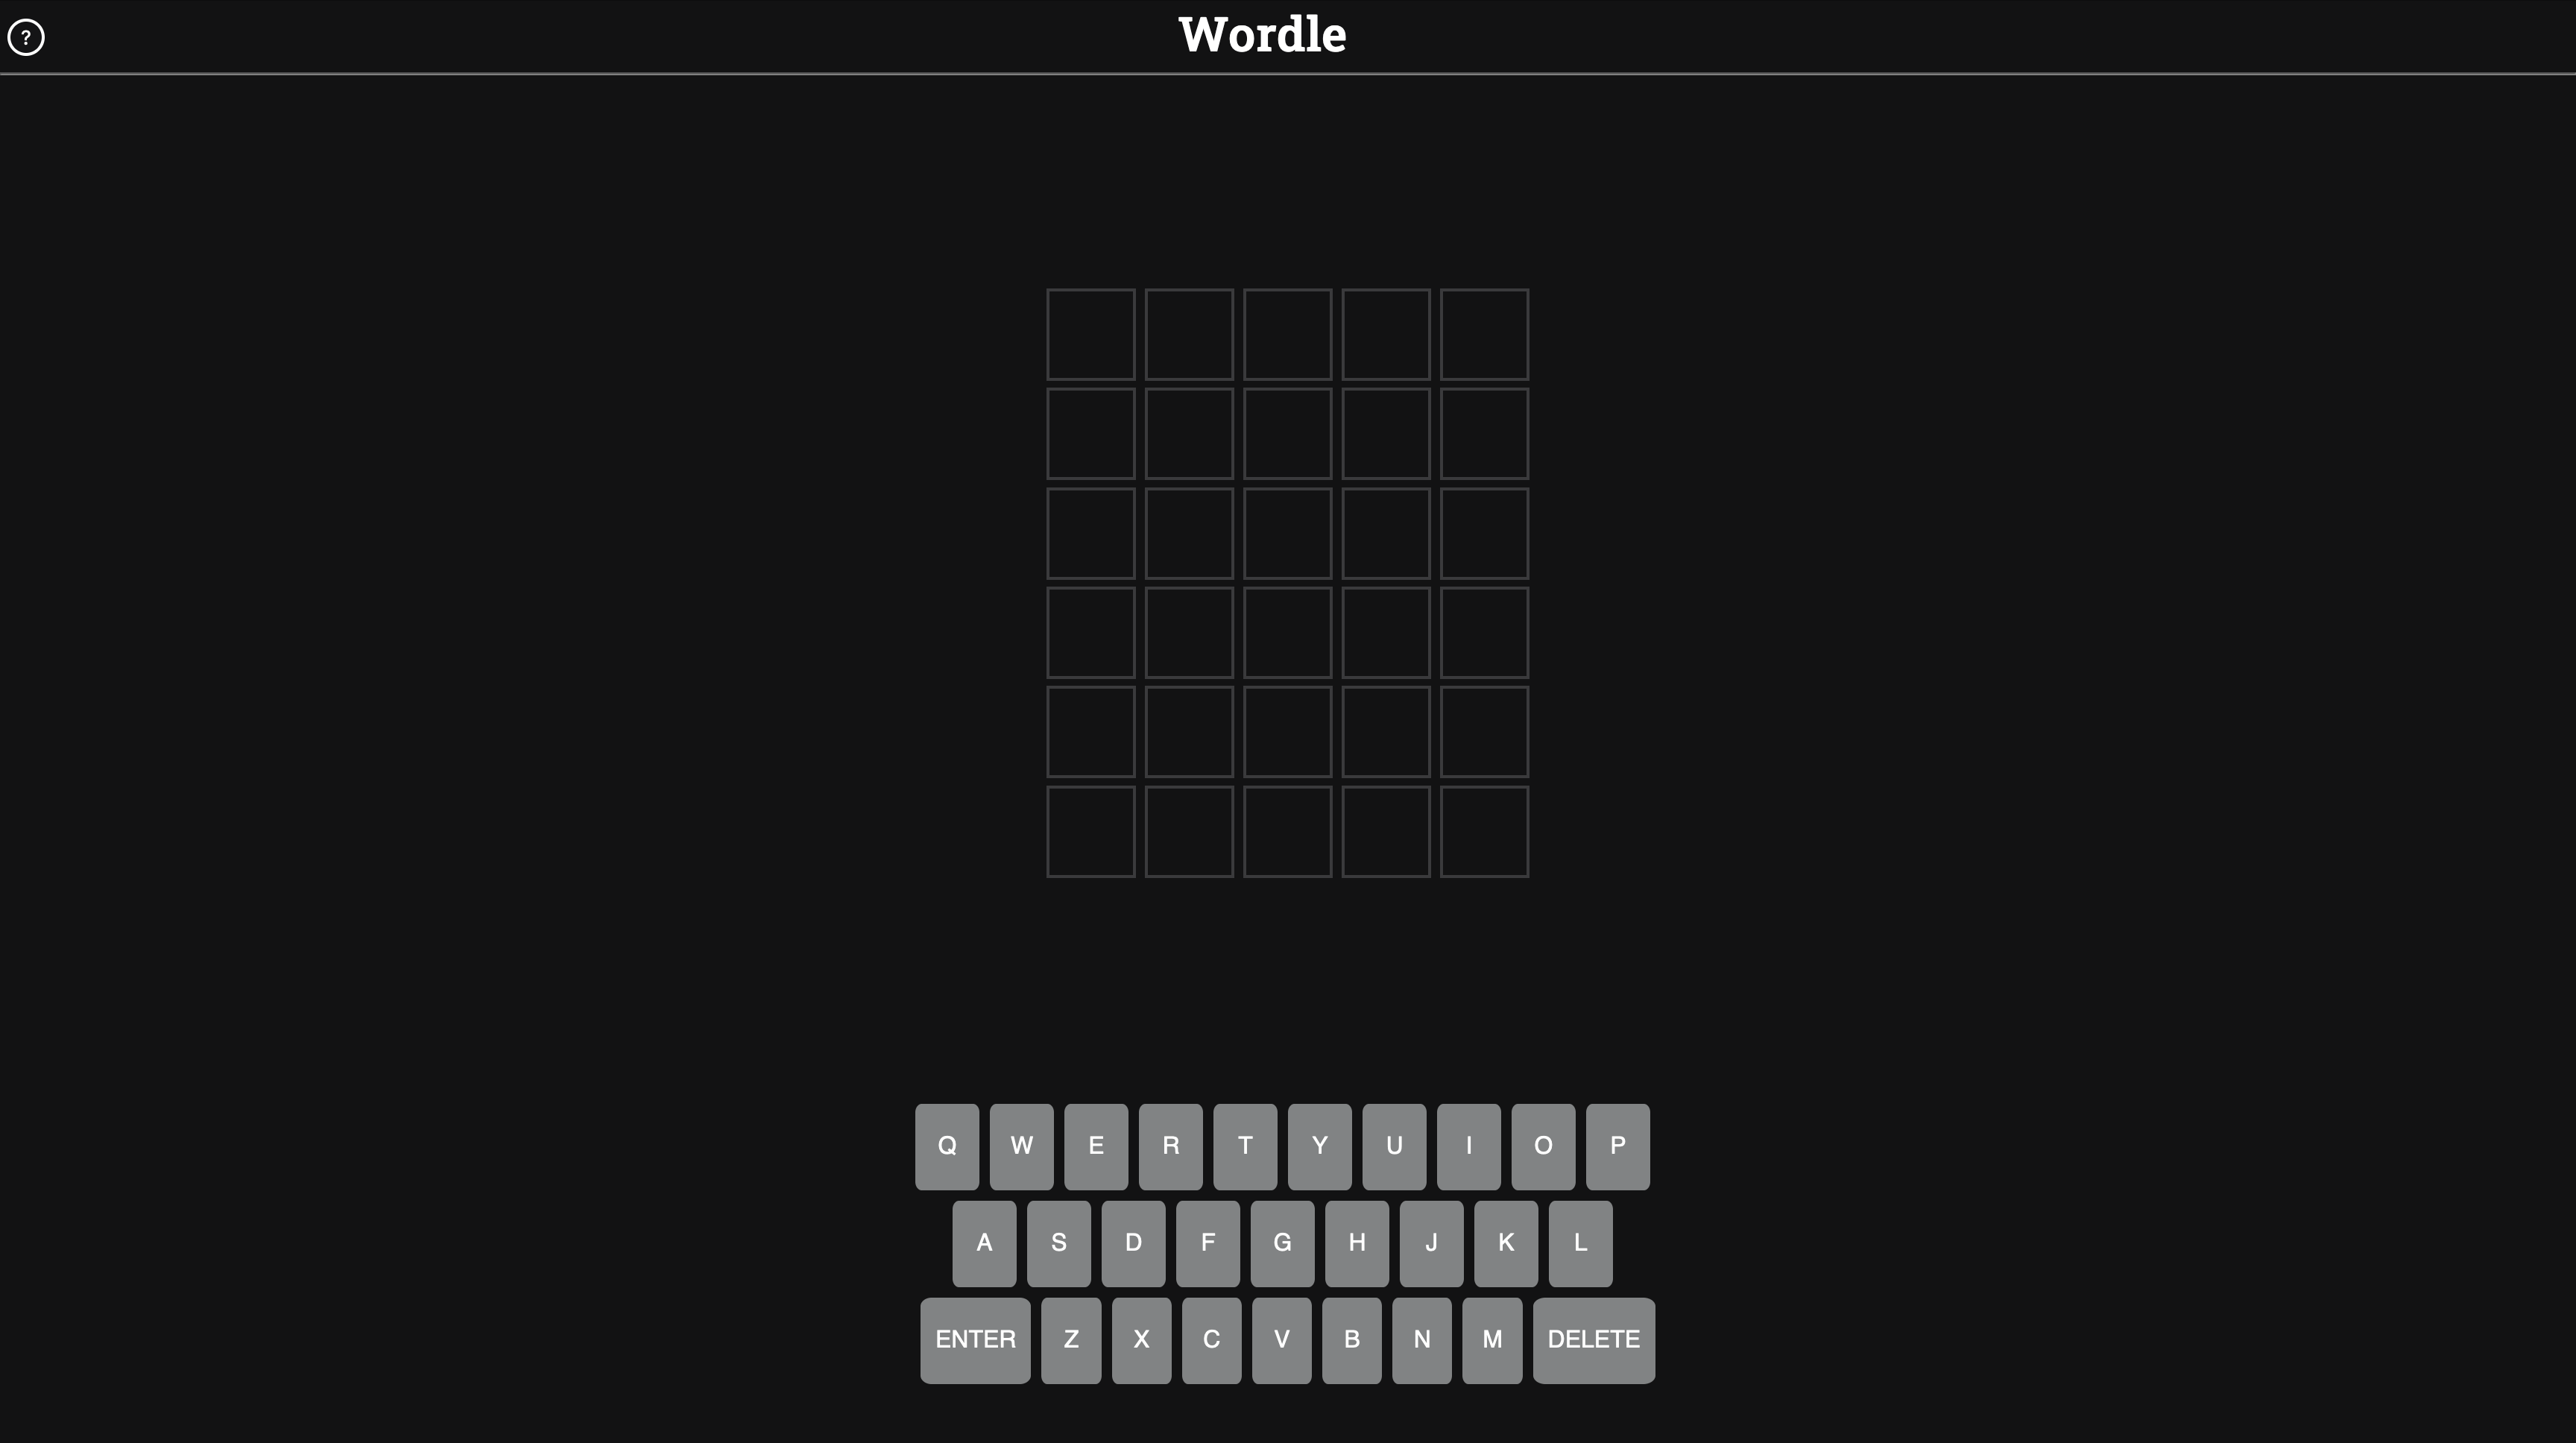 ?
Wordle
Q W E R T Y U I O P
A S D F G H J K L
ENTER Z X C V B N M DELETE